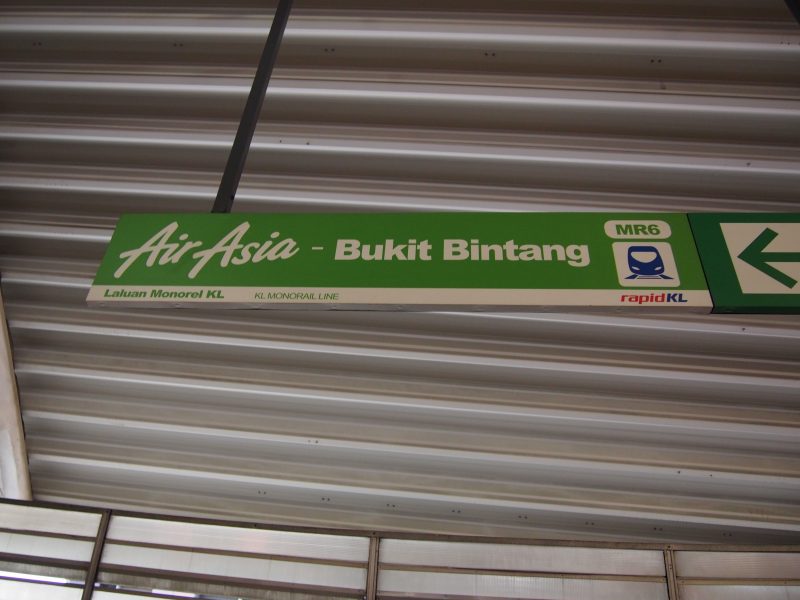 AirAsia - Bukit Bintang
MR6
Laluan Monorel KL KL MONORAIL LINE
rapidKL